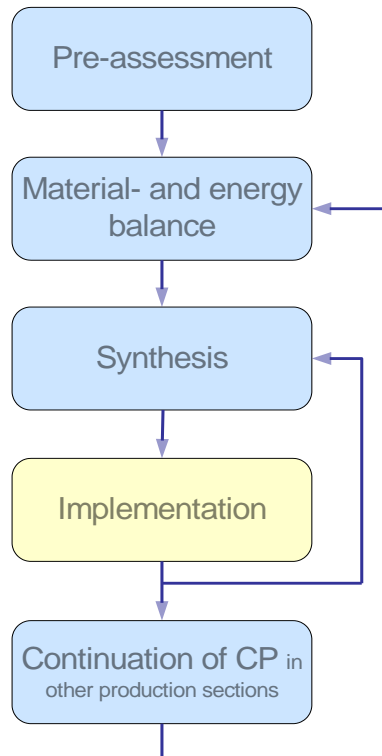 Pre-assessment
Material- and energy
balance
Synthesis
Implementation
Continuation of CP in
other production sections